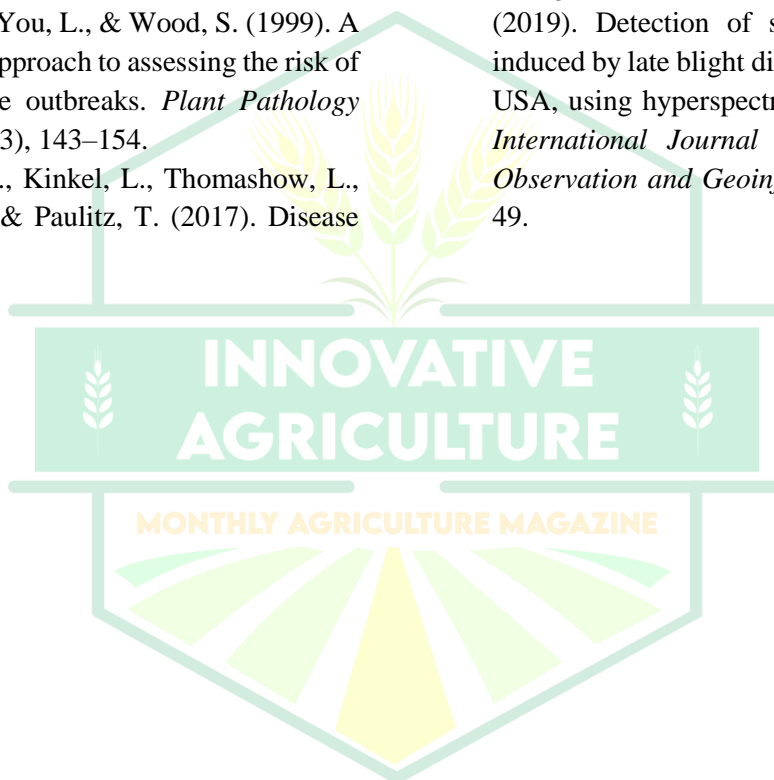 You, L., & Wood, S. (1999). A
pproach to assessing the risk of
e outbreaks. Plant Pathology
3), 143–154.
., Kinkel, L., Thomashow, L.,
& Paulitz, T. (2017). Disease
(2019). Detection of s
induced by late blight di
USA, using hyperspectr
International Journal
Observation and Geoin
49.
INNOVATIVE
AGRICULTURE
MONTHLY AGRICULTURE MAGAZINE